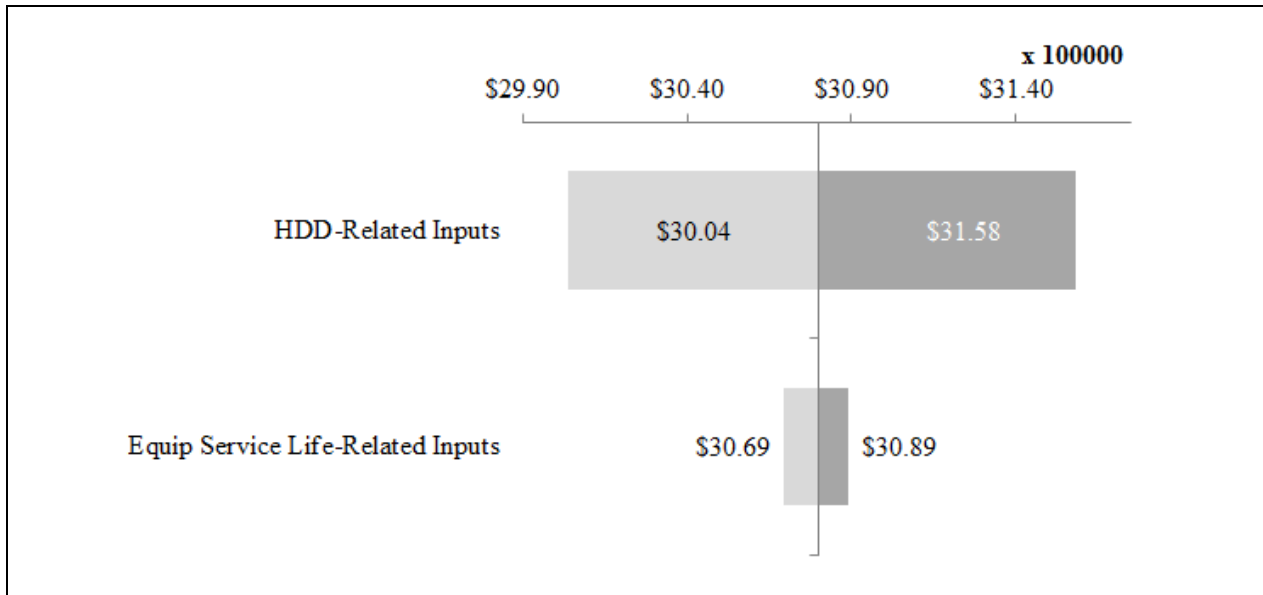 x 100000
$29.90 $30.40 $30.90 $31.40
HDD-Related Inputs $30.04 $31.58
Equip Service Life-Related Inputs $30.69 $30.89